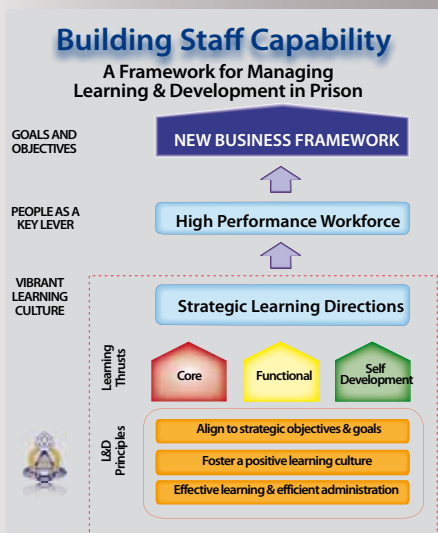 Building Staff Capability
A Framework for Managing
Learning & Development in Prison
GOALS AND
OBJECTIVES
NEW BUSINESS FRAMEWORK
PEOPLE AS A
KEY LEVER
High Performance Workforce
VIBRANT
LEARNING
CULTURE
Strategic Learning Directions
Learning
Thrusts
Core
Functional
Self
Development
L&D
Principles
Align to strategic objectives & goals
Foster a positive learning culture
Effective learning & efficient administration